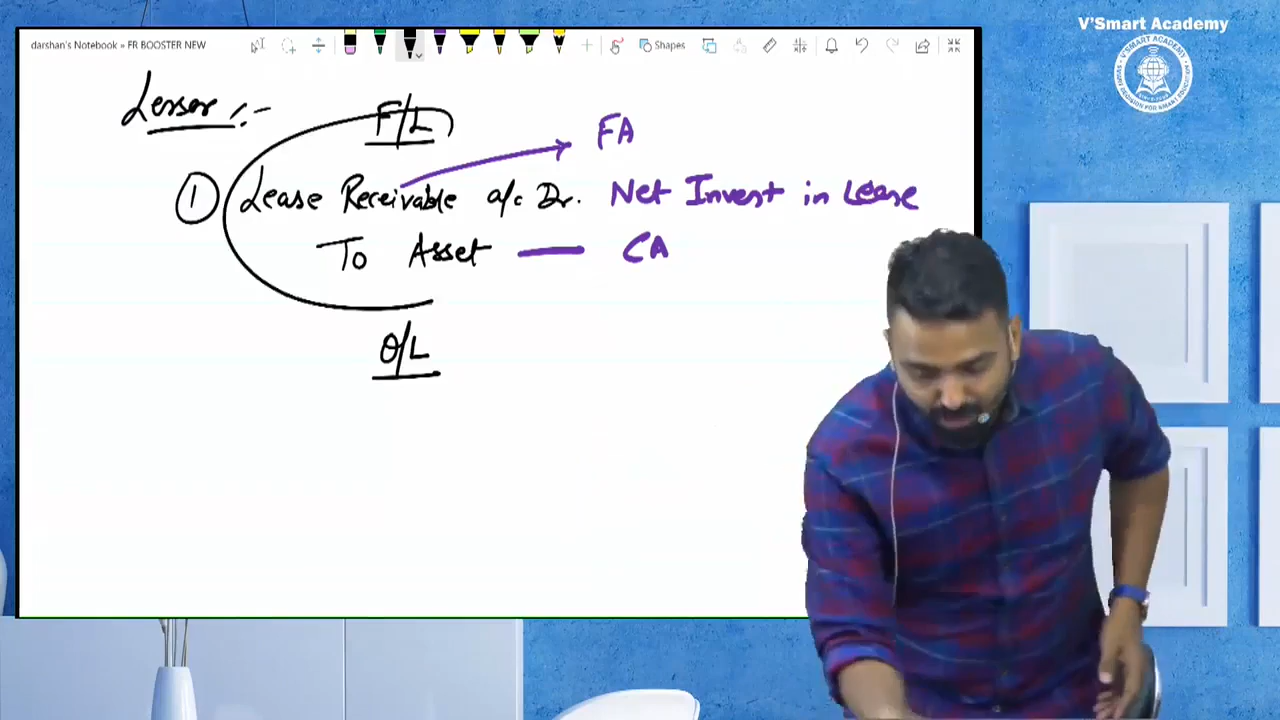 V'Smart Academy
darshan's Notebook » FR BOOSTER NEW
Shapes
Lessor :-
F/L
FA
① Lease Receivable a/c Dr. Net Invest in Lease
To Asset — CA
O/L